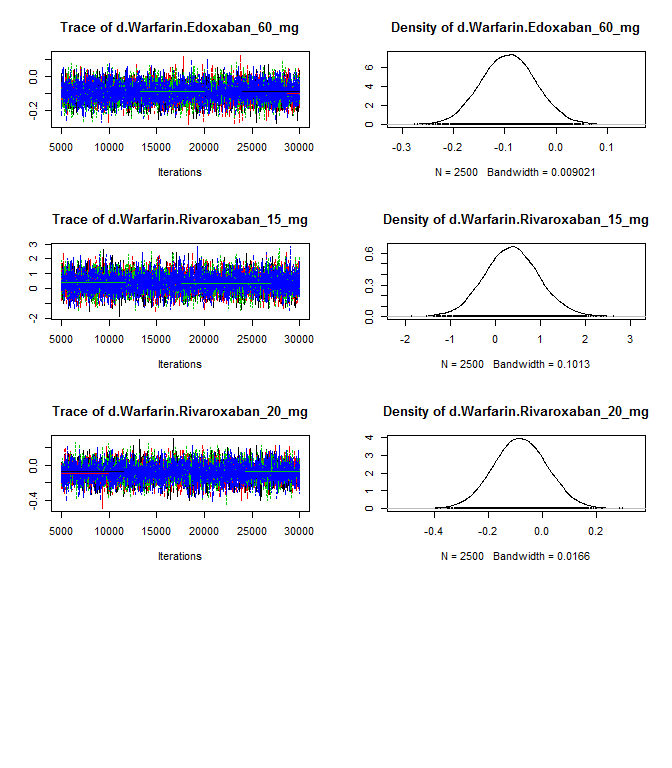 Trace of d.Warfarin.Edoxaban_60_mg
0.0
-0.2
5000 10000 15000 20000 25000 30000
Iterations
Density of d.Warfarin.Edoxaban_60_mg
6
4
2
0
-0.3 -0.2 -0.1 0.0 0.1
N = 2500 Bandwidth = 0.009021
Trace of d.Warfarin.Rivaroxaban_15_mg
3
2
1
0
-2
5000 10000 15000 20000 25000 30000
Iterations
Density of d.Warfarin.Rivaroxaban_15_mg
0.6
0.3
0.0
-2 -1 0 1 2 3
N = 2500 Bandwidth = 0.1013
Trace of d.Warfarin.Rivaroxaban_20_mg
0.0
-0.4
5000 10000 15000 20000 25000 30000
Iterations
Density of d.Warfarin.Rivaroxaban_20_mg
4
3
2
1
0
-0.4 -0.2 0.0 0.2
N = 2500 Bandwidth = 0.0166